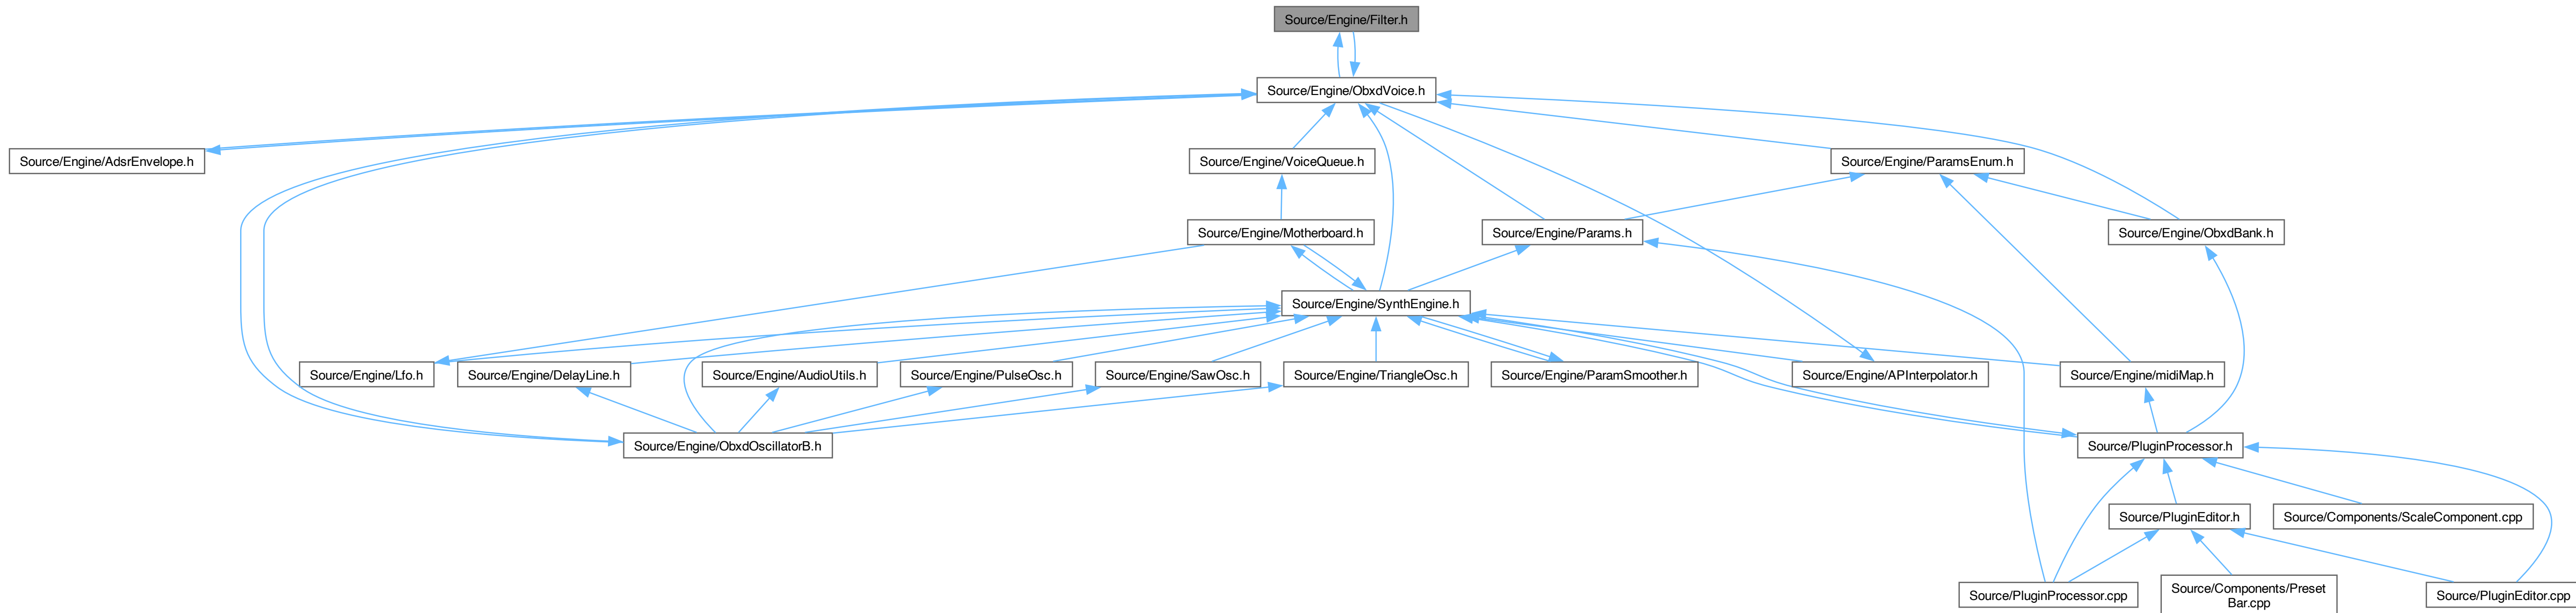 Source/Engine/Filter.h
Source/Engine/ObxdVoice.h
Source/Engine/AdsrEnvelope.h
Source/Engine/VoiceQueue.h
Source/Engine/ParamsEnum.h
Source/Engine/Motherboard.h
Source/Engine/Params.h
Source/Engine/ObxdBank.h
Source/Engine/SynthEngine.h
Source/Engine/Lfo.h
Source/Engine/DelayLine.h
Source/Engine/AudioUtils.h
Source/Engine/PulseOsc.h
Source/Engine/SawOsc.h
Source/Engine/TriangleOsc.h
Source/Engine/ParamSmoother.h
Source/Engine/APInterpolator.h
Source/Engine/midiMap.h
Source/Engine/ObxdOscillatorB.h
Source/PluginProcessor.h
Source/PluginEditor.h
Source/Components/ScaleComponent.cpp
Source/PluginProcessor.cpp
Source/Components/Preset
Bar.cpp
Source/PluginEditor.cpp